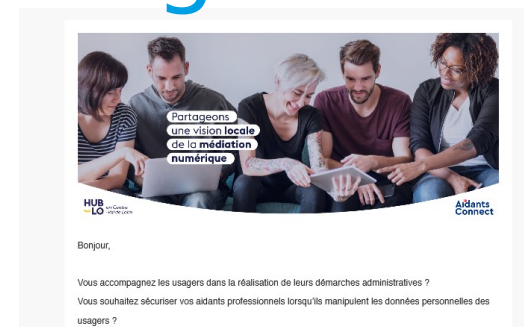 Partageons
une vision locale
de la médiation
numérique
HUB
LO
Aidants
Connect
Bonjour,
Vous accompagnez les usagers dans la réalisation de leurs démarches administratives ?
Vous souhaitez sécuriser vos aidants professionnels lorsqu'ils manipulent les données personnelles des
usagers ?